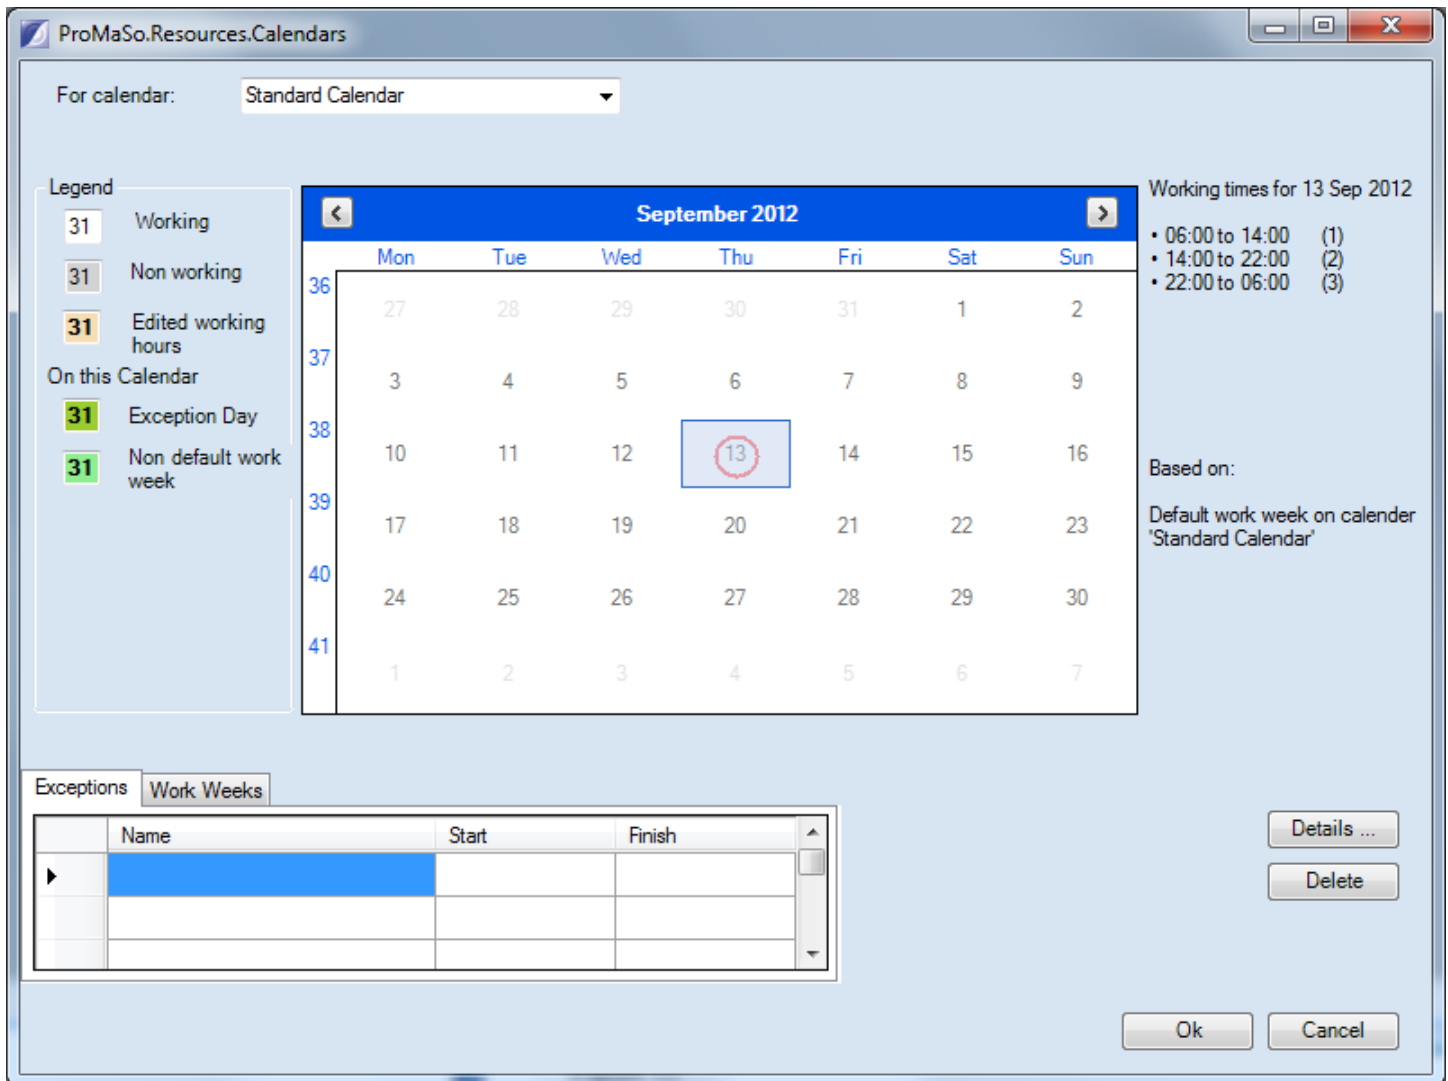 ProMaSo.Resources.Calendars
For calendar: Standard Calendar
Legend
31 Working
31 Non working
31 Edited working
hours
On this Calendar
31 Exception Day
31 Non default work
week
September 2012
Mon Tue Wed Thu Fri Sat Sun
36 27 28 29 30 31 1 2
37 3 4 5 6 7 8 9
38 10 11 12 13 14 15 16
39 17 18 19 20 21 22 23
40 24 25 26 27 28 29 30
41 1 2 3 4 5 6 7
Working times for 13 Sep 2012
• 06:00 to 14:00 (1)
• 14:00 to 22:00 (2)
• 22:00 to 06:00 (3)
Based on:
Default work week on calender
'Standard Calendar'
Exceptions Work Weeks
Name Start Finish
Details ...
Delete
Ok Cancel